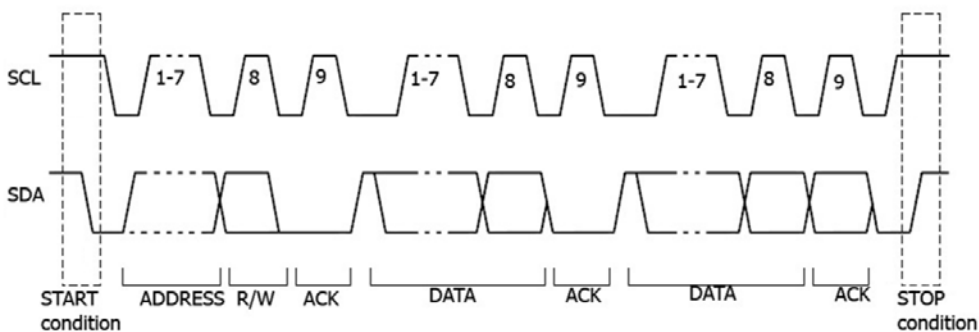 SCL
1-7 8 9 1-7 8 9 1-7 8 9
SDA
START condition
ADDRESS R/W ACK DATA ACK DATA ACK
STOP condition